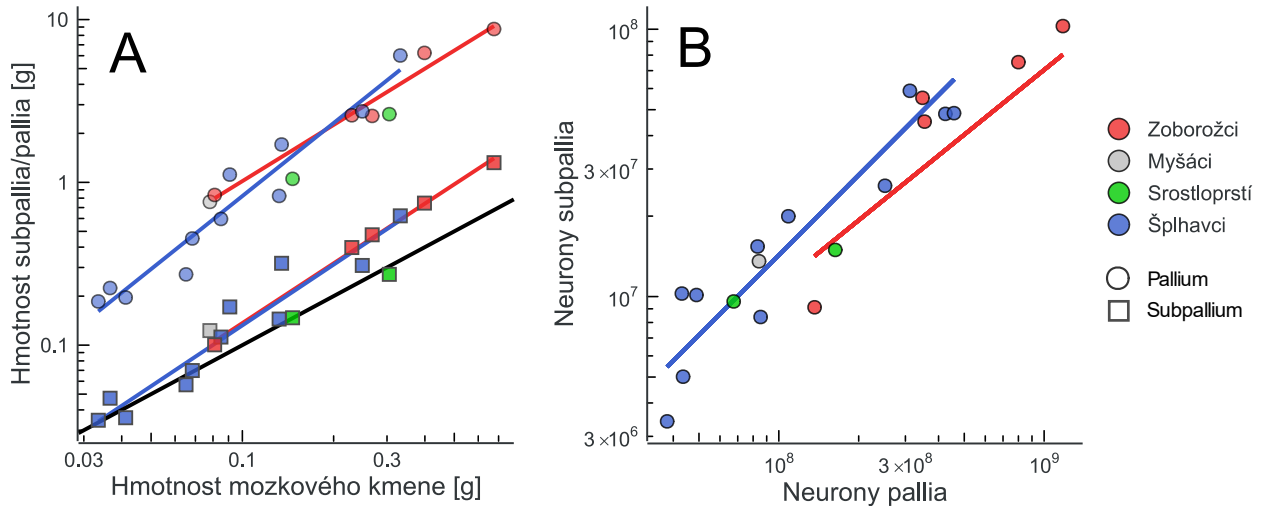 A
Hmotnost subpallia/pallia [g]
10
1
0.1
0.03
0.1
0.3
Hmotnost mozkového kmene [g]
B
Neurony subpallia
10⁸
3×10⁷
10⁷
3×10⁶
10⁸
3×10⁸
10⁹
Neurony pallia
Zoborožci
Myšáci
Srostloprstí
Šplhavci
Pallium
Subpallium